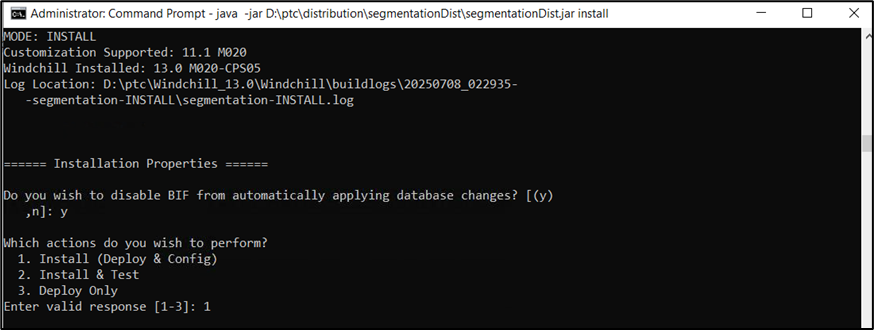 Administrator: Command Prompt - java  -jar D:\ptc\distribution\segmentationDist\segmentationDist.jar install
MODE: INSTALL
Customization Supported: 11.1 M020
Windchill Installed: 13.0 M020-CPS05
Log Location: D:\ptc\Windchill_13.0\Windchill\buildlogs\20250708_022935-
   -segmentation-INSTALL\segmentation-INSTALL.log
====== Installation Properties ======
Do you wish to disable BIF from automatically applying database changes? [(y)
   ,n]: y
Which actions do you wish to perform?
  1. Install (Deploy & Config)
  2. Install & Test
  3. Deploy Only
Enter valid response [1-3]: 1